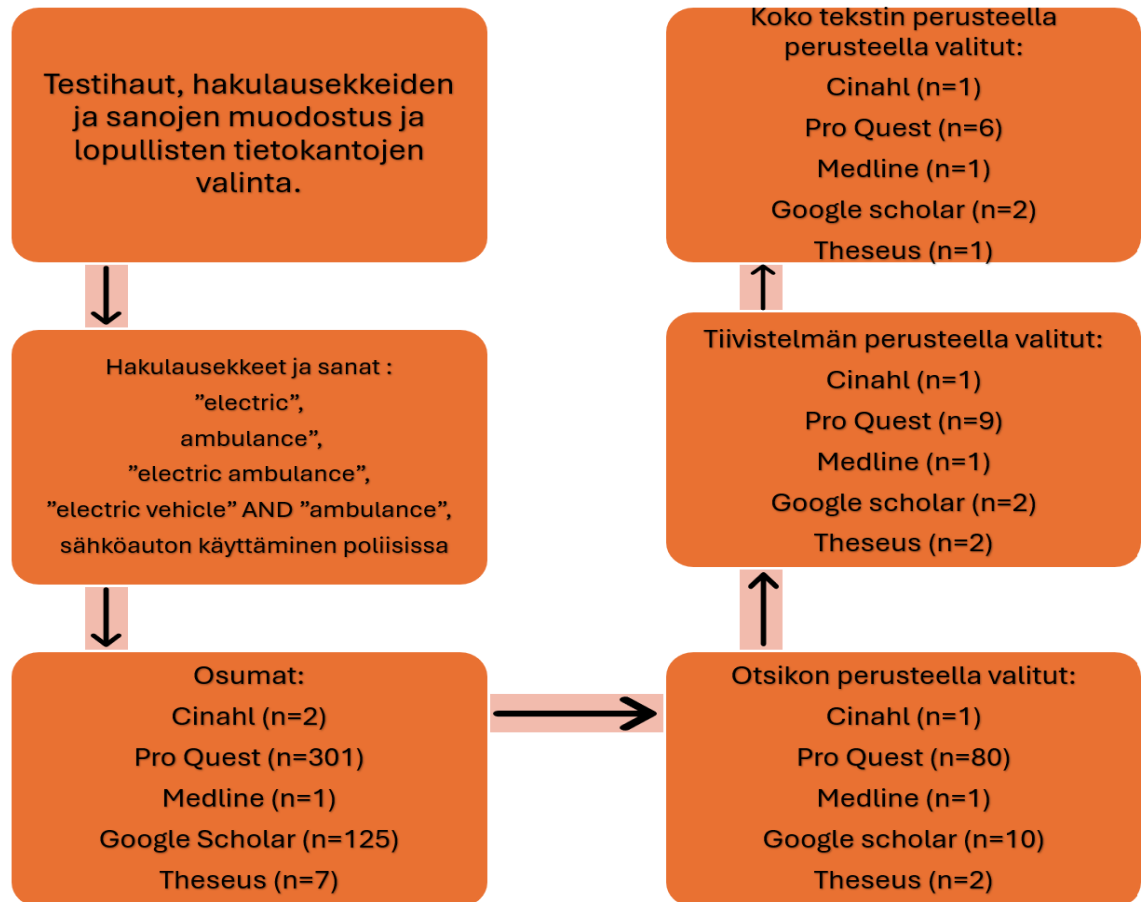 Testihaut, hakulausekkeiden
ja sanojen muodostus ja
lopullisten tietokantojen
valinta.
Hakulausekkeet ja sanat :
”electric”,
ambulance”,
”electric ambulance”,
”electric vehicle” AND ”ambulance”,
sähköauton käyttäminen poliisissa
Osumat:
Cinahl (n=2)
Pro Quest (n=301)
Medline (n=1)
Google Scholar (n=125)
Theseus (n=7)
Otsikon perusteella valitut:
Cinahl (n=1)
Pro Quest (n=80)
Medline (n=1)
Google scholar (n=10)
Theseus (n=2)
Tiivistelmän perusteella valitut:
Cinahl (n=1)
Pro Quest (n=9)
Medline (n=1)
Google scholar (n=2)
Theseus (n=2)
Koko tekstin perusteella
perusteella valitut:
Cinahl (n=1)
Pro Quest (n=6)
Medline (n=1)
Google scholar (n=2)
Theseus (n=1)